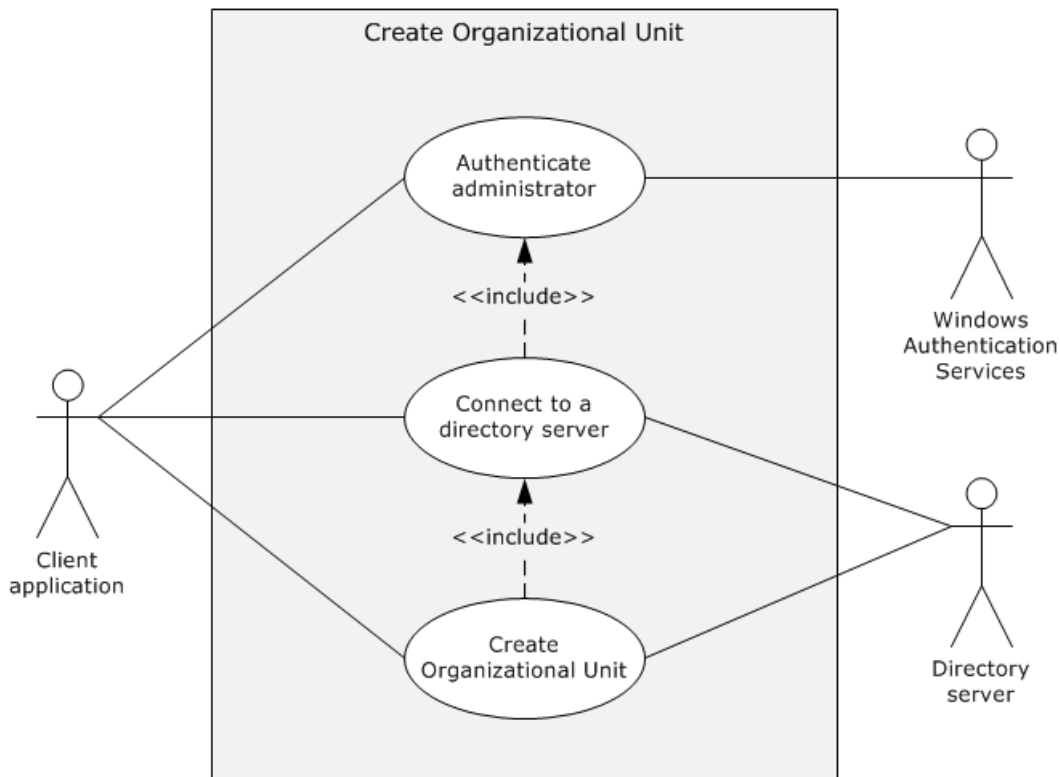 Create Organizational Unit
Authenticate
administrator
<<include>>
Windows
Authentication
Services
Connect to a
directory server
<<include>>
Client
application
Create
Organizational Unit
Directory
server